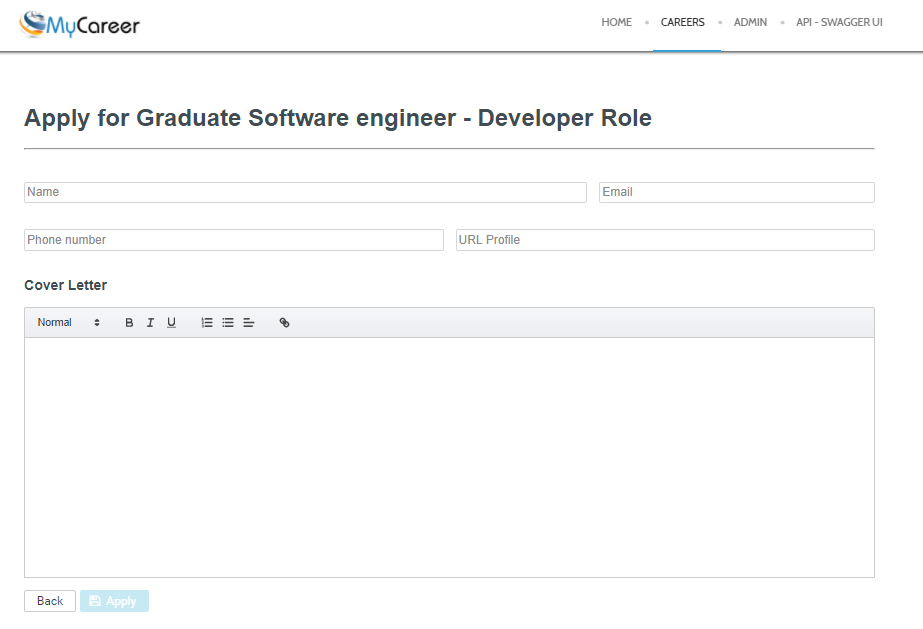 MyCareer
HOME • CAREERS • ADMIN • API - SWAGGER UI
Apply for Graduate Software engineer - Developer Role
Name Email
Phone number URL Profile
Cover Letter
Normal B I U
Back Apply